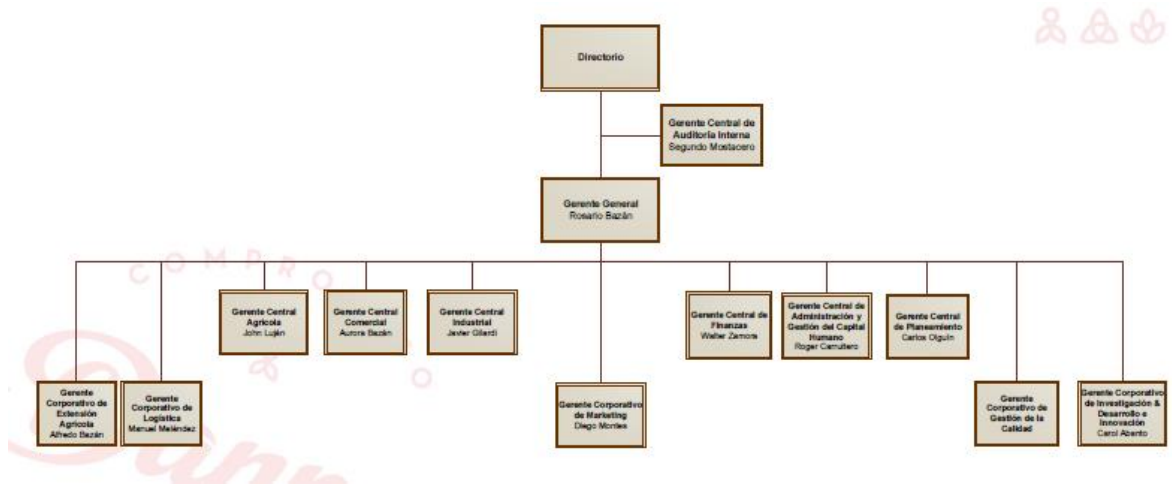 Directorio
Gerente Central de
Auditoría Interna
Segundo Mostacero
Gerente General
Rosario Bazán
COMPRO
O
Gerente Central
Agrícola
John Luján
Gerente Central
Comercial
Aurora Bazán
Gerente Central
Industrial
Javier Gilardi
Gerente Central de
Finanzas
Walter Zamora
Gerente Central de
Administración y
Gestión del Capital
Humano
Roger Camullero
Gerente Central
de Planeamiento
Carlos Olguín
Gerente
Corporativo de
Extensión
Agrícola
Alfredo Bazán
Gerente
Corporativo de
Logística
Manuel Meléndez
Gerente Corporativo
de Marketing
Diego Montes
Gerente
Corporativo de
Gestión de la
Calidad
Gerente Corporativo
de Investigación &
Desarrollo e
Innovación
Carol Abanto